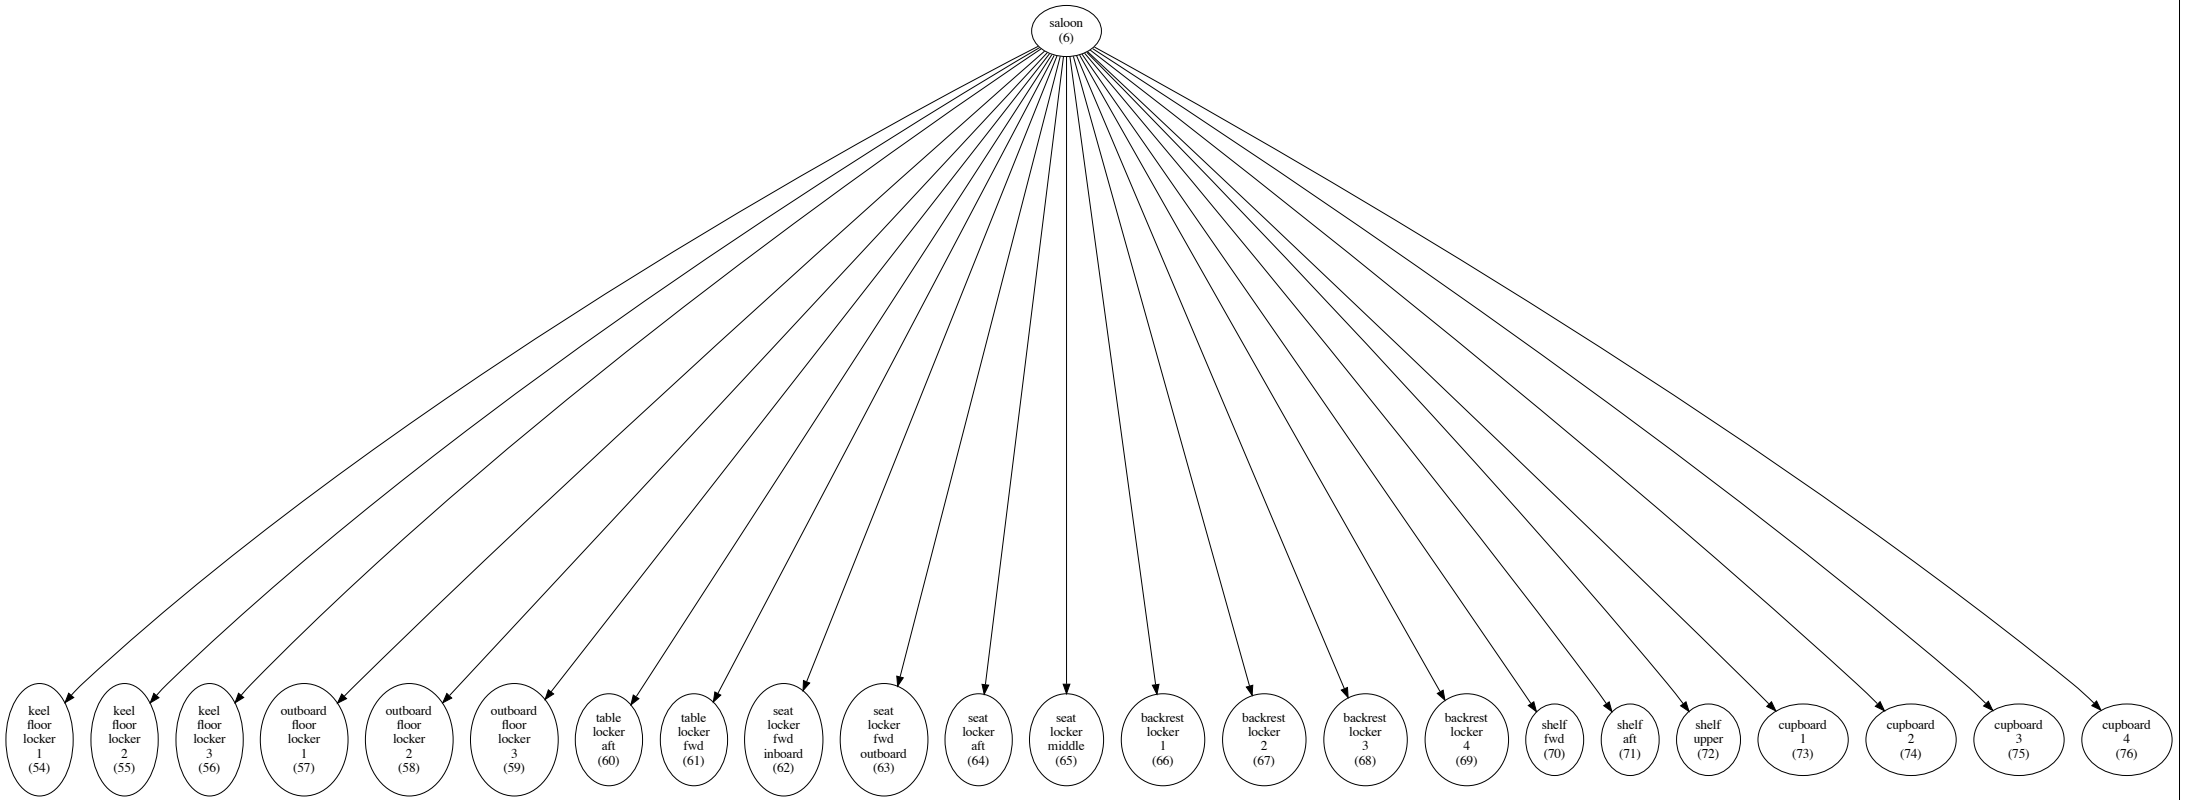 saloon
(6)
keel
floor
locker
1
(54)
keel
floor
locker
2
(55)
keel
floor
locker
3
(56)
outboard
floor
locker
1
(57)
outboard
floor
locker
2
(58)
outboard
floor
locker
3
(59)
table
locker
aft
(60)
table
locker
fwd
(61)
seat
locker
fwd
inboard
(62)
seat
locker
fwd
outboard
(63)
seat
locker
aft
(64)
seat
locker
middle
(65)
backrest
locker
1
(66)
backrest
locker
2
(67)
backrest
locker
3
(68)
backrest
locker
4
(69)
shelf
fwd
(70)
shelf
aft
(71)
shelf
upper
(72)
cupboard
1
(73)
cupboard
2
(74)
cupboard
3
(75)
cupboard
4
(76)